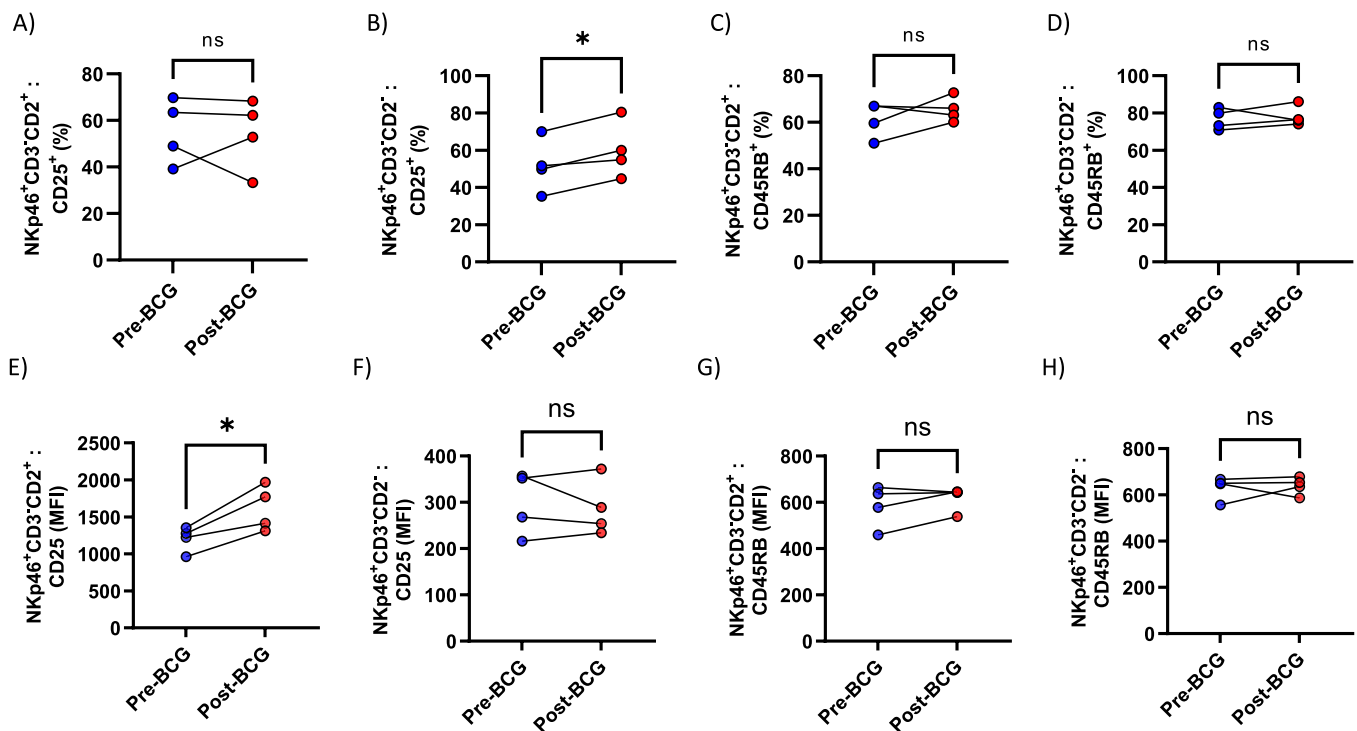 A)
ns
NKp46⁺CD3⁻CD2⁺ :
CD25⁺ (%)
80
60
40
20
0
Pre-BCG
Post-BCG
B)
*
NKp46⁺CD3⁻CD2⁻ :
CD25⁺ (%)
100
80
60
40
20
0
Pre-BCG
Post-BCG
C)
ns
NKp46⁺CD3⁻CD2⁺ :
CD45RB⁺ (%)
80
60
40
20
0
Pre-BCG
Post-BCG
D)
ns
NKp46⁺CD3⁻CD2⁻ :
CD45RB⁺ (%)
100
80
60
40
20
0
Pre-BCG
Post-BCG
E)
*
NKp46⁺CD3⁻CD2⁺ :
CD25 (MFI)
2500
2000
1500
1000
500
0
Pre-BCG
Post-BCG
F)
ns
NKp46⁺CD3⁻CD2⁻ :
CD25 (MFI)
400
300
200
100
0
Pre-BCG
Post-BCG
G)
ns
NKp46⁺CD3⁻CD2⁺ :
CD45RB (MFI)
800
600
400
200
0
Pre-BCG
Post-BCG
H)
ns
NKp46⁺CD3⁻CD2⁻ :
CD45RB (MFI)
800
600
400
200
0
Pre-BCG
Post-BCG